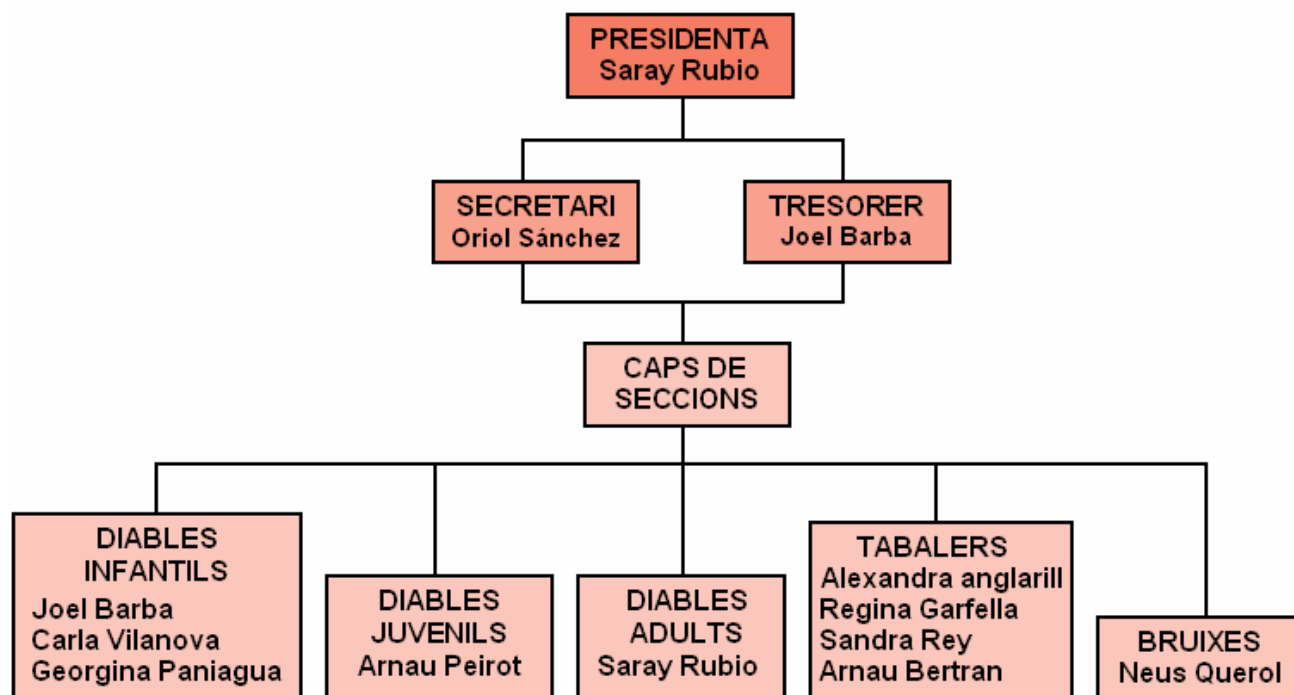 PRESIDENTA
Saray Rubio
SECRETARI
Oriol Sánchez
TRESORER
Joel Barba
CAPS DE
SECCIONS
DIABLES
INFANTILS
Joel Barba
Carla Vilanova
Georgina Paniagua
DIABLES
JUVENILS
Arnau Peirot
DIABLES
ADULTS
Saray Rubio
TABALERS
Alexandra anglarill
Regina Garfella
Sandra Rey
Arnau Bertran
BRUIXES
Neus Querol